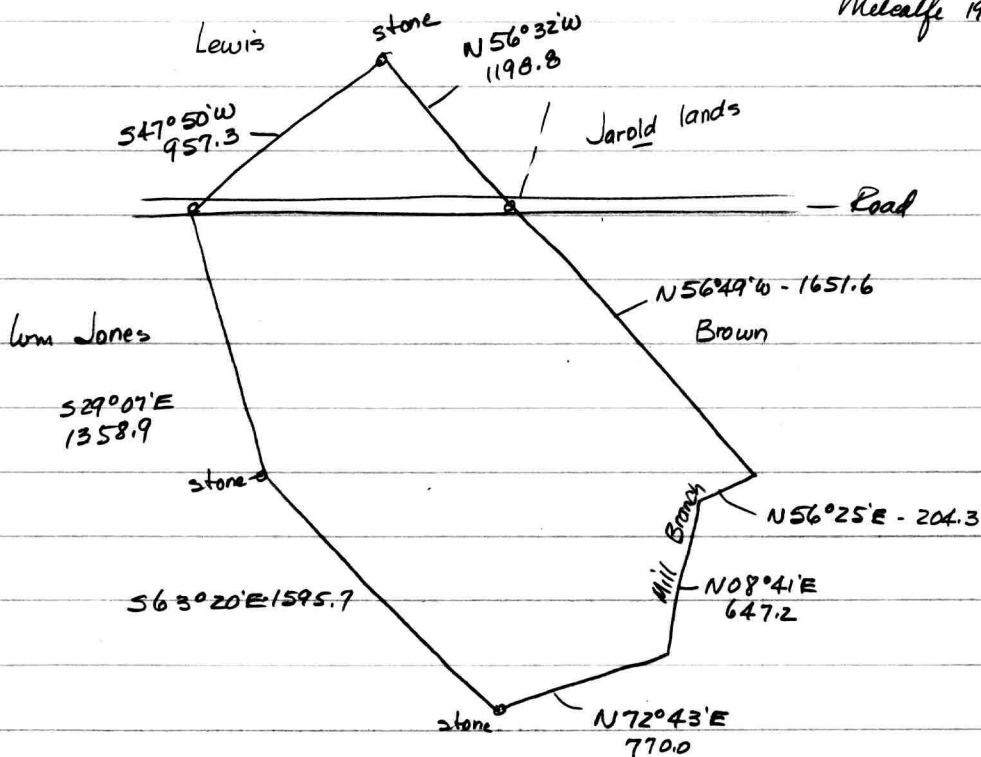 Metcalfe 19
Lewis
stone
N 56°32'W
1198.8
S47°50'W
957.3
Jarold lands
Road
N56°49'W - 1651.6
Brown
Wm Jones
S29°07'E
1358.9
stone
Mill Branch
N56°25'E - 204.3
N08°41'E
647.2
S63°20'E-1595.7
stone
N72°43'E
770.0